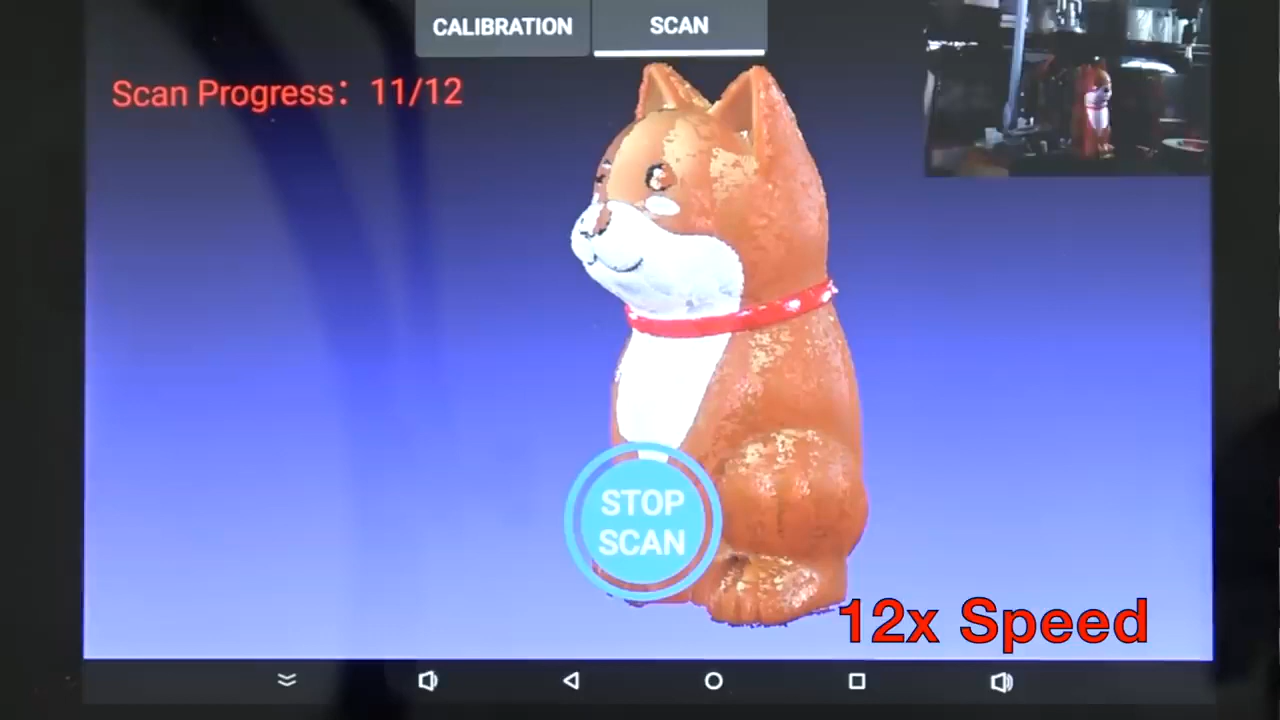 CALIBRATION
SCAN
Scan Progress: 11/12
STOP
SCAN
12x Speed